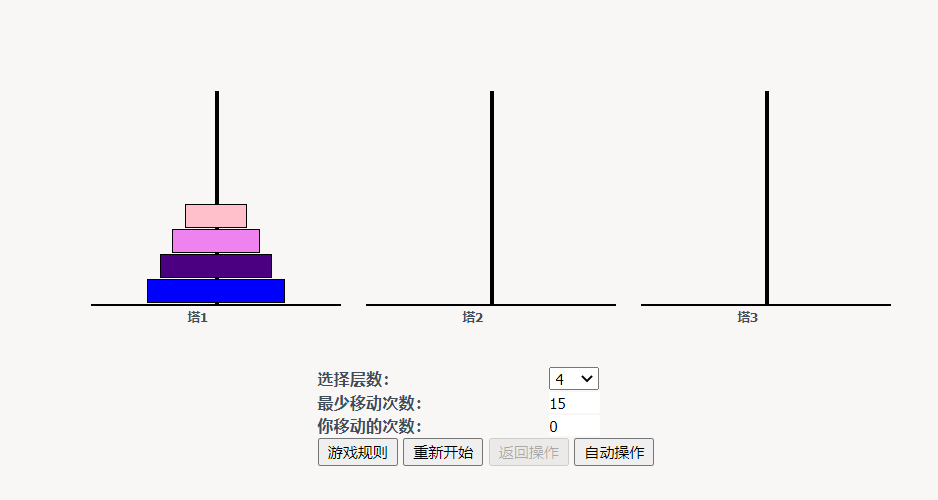 塔1 塔2 塔3
选择层数： 4
最少移动次数： 15
你移动的次数： 0
游戏规则 重新开始 返回操作 自动操作